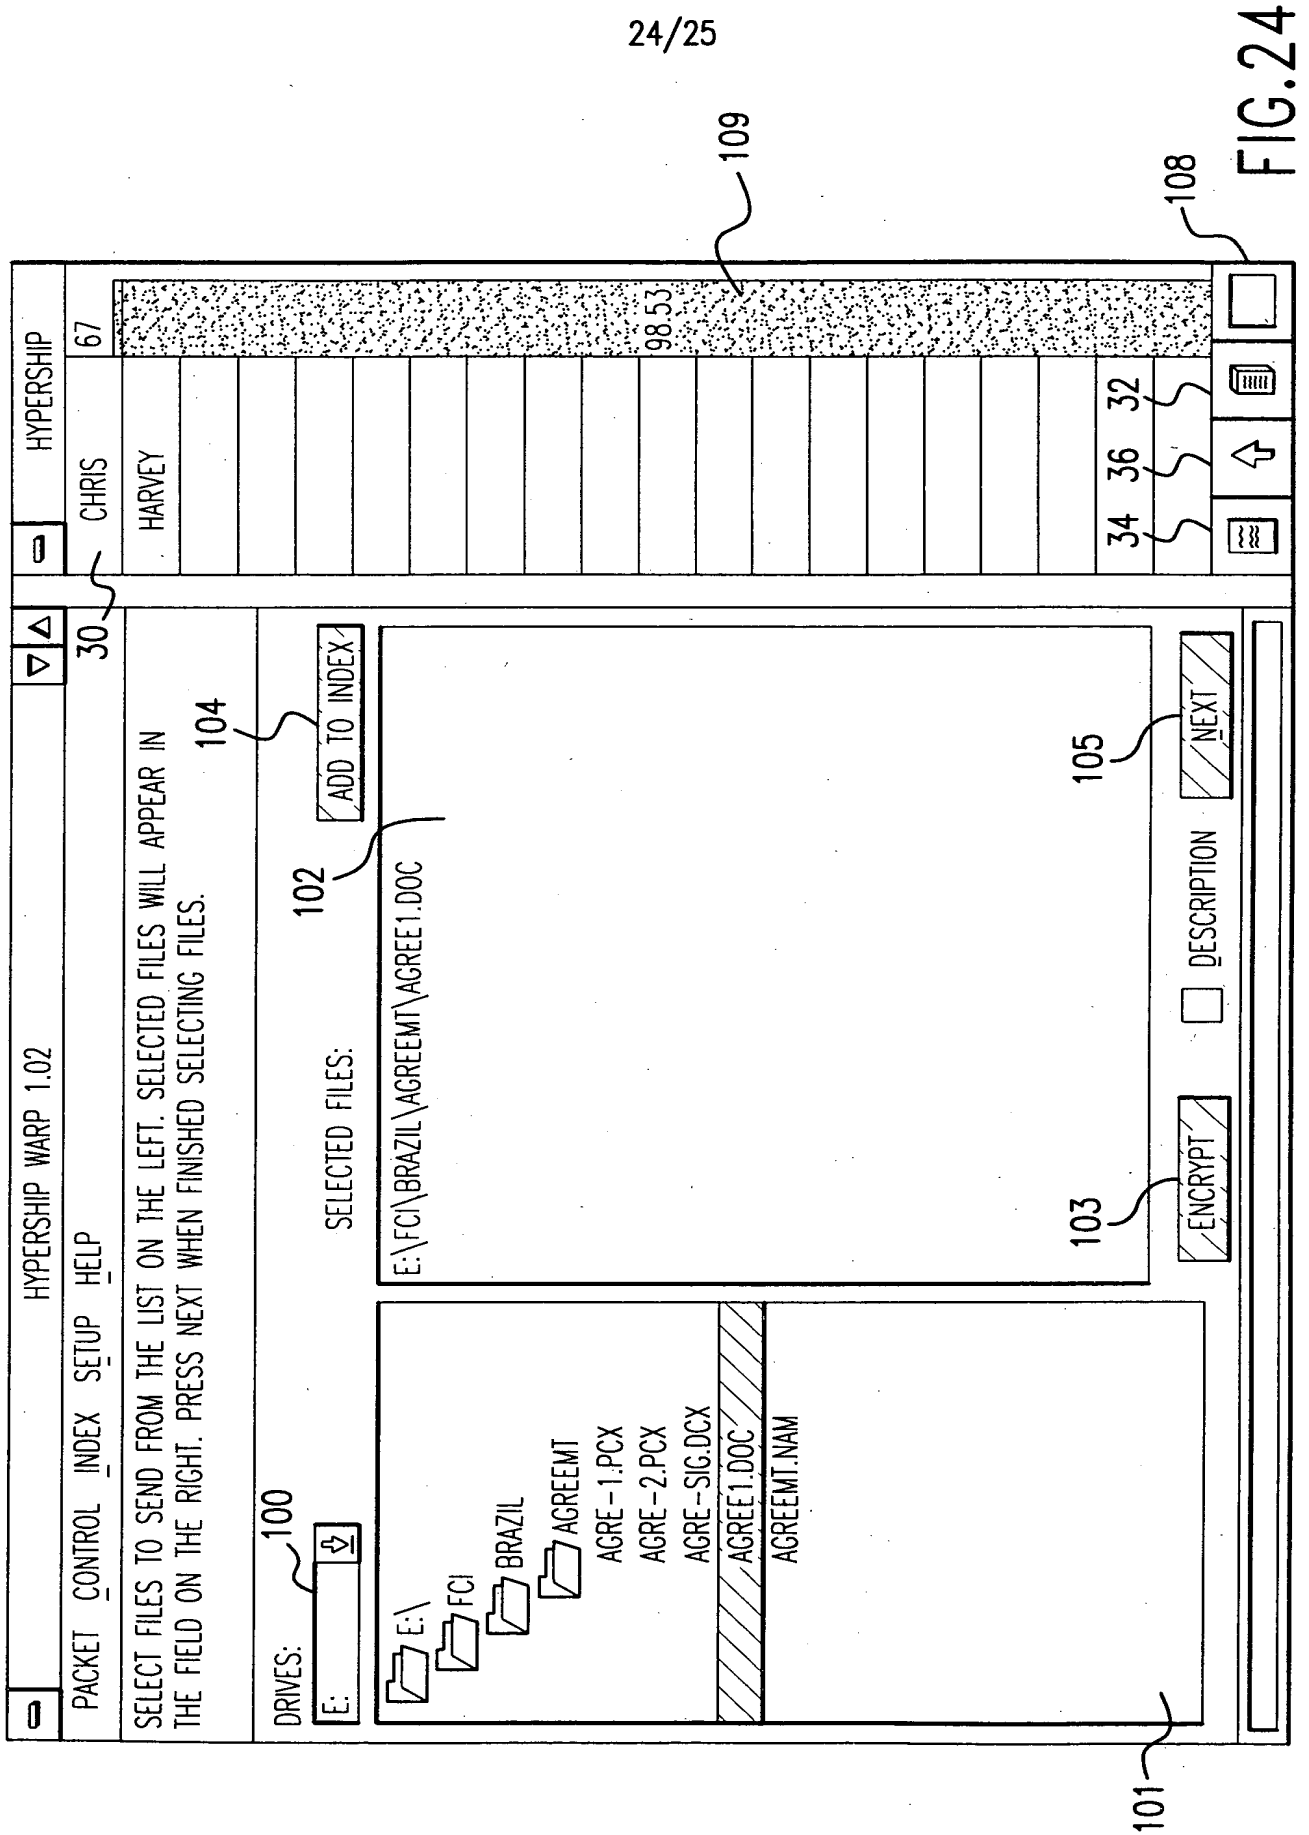 24/25
HYPERSHIP WARP 1.02
HYPERSHIP
PACKET CONTROL INDEX SETUP HELP
30
CHRIS
67
SELECT FILES TO SEND FROM THE LIST ON THE LEFT. SELECTED FILES WILL APPEAR IN
THE FIELD ON THE RIGHT. PRESS NEXT WHEN FINISHED SELECTING FILES.
HARVEY
100
104
DRIVES:
E:
SELECTED FILES:
102
ADD TO INDEX
E:\
FCI
BRAZIL
AGREEMT
AGRE-1.PCX
AGRE-2.PCX
AGRE-SIG.DCX
AGREE1.DOC
AGREEMT.NAM
E:\FCI\BRAZIL\AGREEMT\AGREE1.DOC
98.53
109
101
103
105
ENCRYPT
DESCRIPTION
NEXT
34
36
32
108
FIG.24